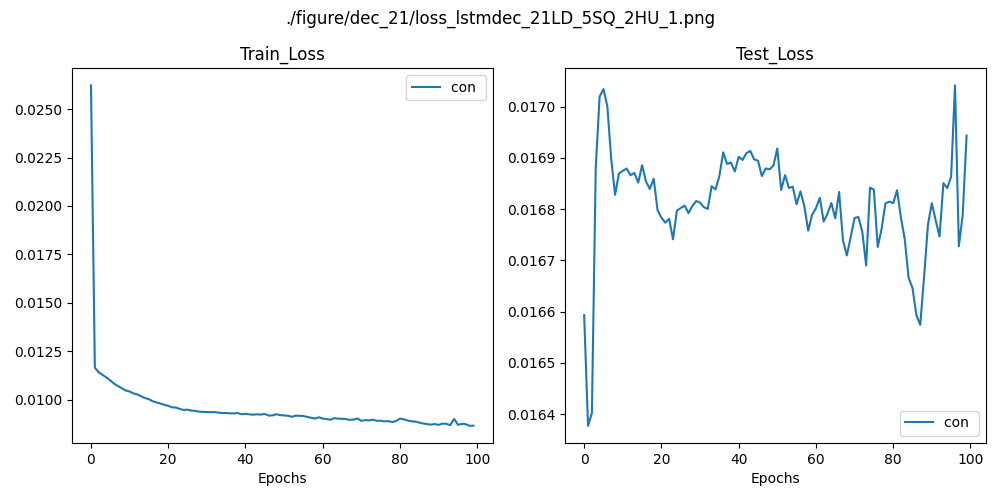 ./figure/dec_21/loss_lstmdec_21LD_5SQ_2HU_1.png
Train_Loss
con
0.0250
0.0225
0.0200
0.0175
0.0150
0.0125
0.0100
0 20 40 60 80 100
Epochs
Test_Loss
0.0170
0.0169
0.0168
0.0167
0.0166
0.0165
0.0164
con
0 20 40 60 80 100
Epochs